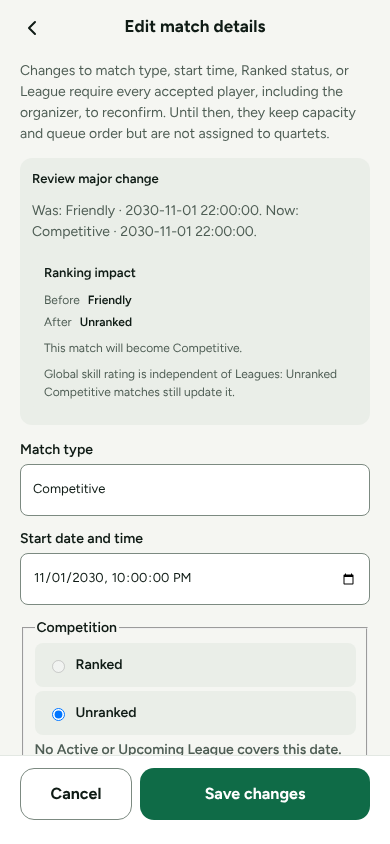 Edit match details
Changes to match type, start time, Ranked status, or
League require every accepted player, including the
organizer, to reconfirm. Until then, they keep capacity
and queue order but are not assigned to quartets.
Review major change
Was: Friendly · 2030-11-01 22:00:00. Now:
Competitive · 2030-11-01 22:00:00.
Ranking impact
Before Friendly
After Unranked
This match will become Competitive.
Global skill rating is independent of Leagues: Unranked
Competitive matches still update it.
Match type
Competitive
Start date and time
11/01/2030, 10:00:00 PM
Competition
Ranked
Unranked
No Active or Upcoming League covers this date.
Cancel
Save changes